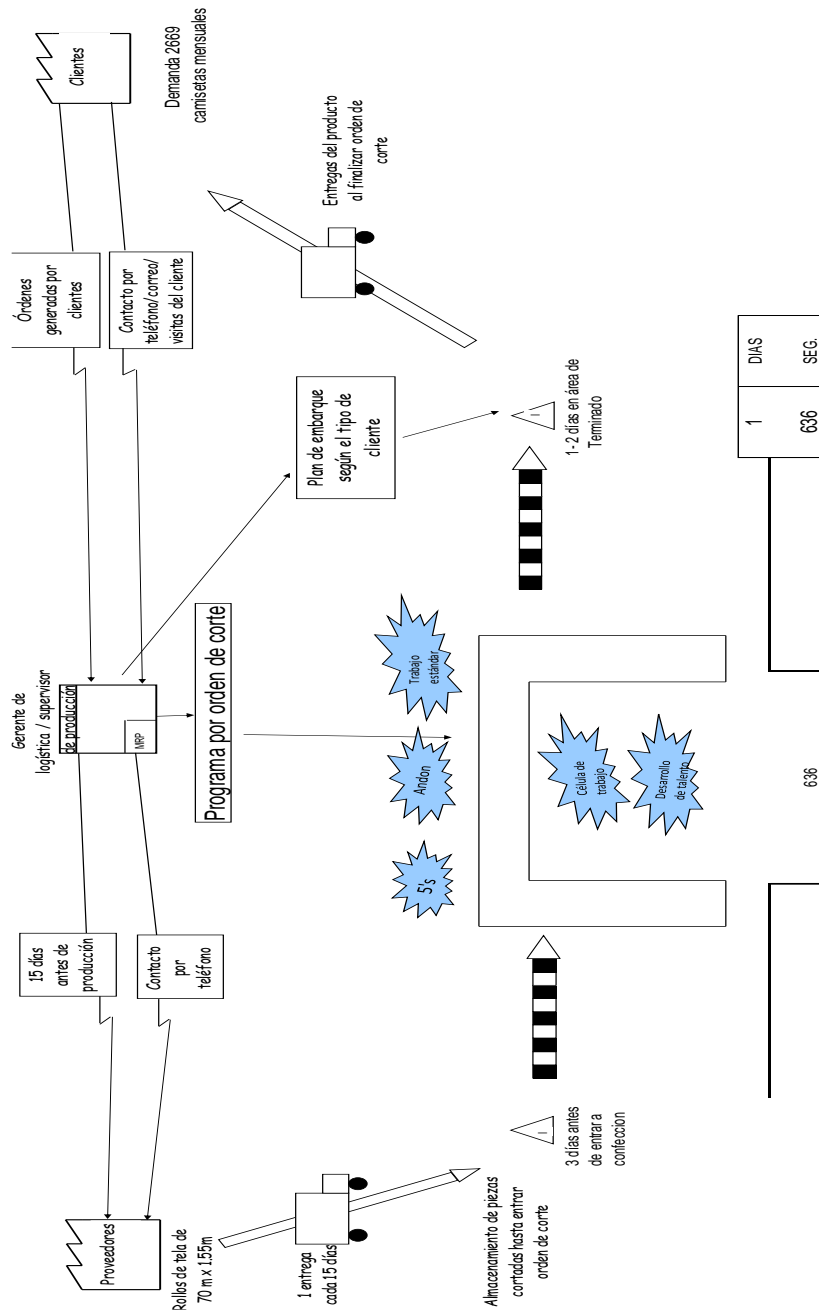 Proveedores
Rollos de tela de
70 m x 1.55m
15 días
antes de
producción
Contacto
por
teléfono
Gerente de
logística / supervisor
de producción
MRP
Órdenes
generadas por
clientes
Contacto por
teléfono/correo/
visitas del cliente
Clientes
Demanda 2669
camisetas mensuales
Programa por orden de corte
Plan de embarque
según el tipo de
cliente
1 entrega
cada 15 días
Entregas del producto
al finalizar orden de
corte
Almacenamiento de piezas
cortadas hasta entrar
orden de corte
I
3 días antes
de entrar a
confeccion
5's
Andon
Trabajo
estándar
Célula de
trabajo
Desarrollo
de talento
I
1 - 2 días en área de
Terminado
636
1 DIAS
636 SEG.